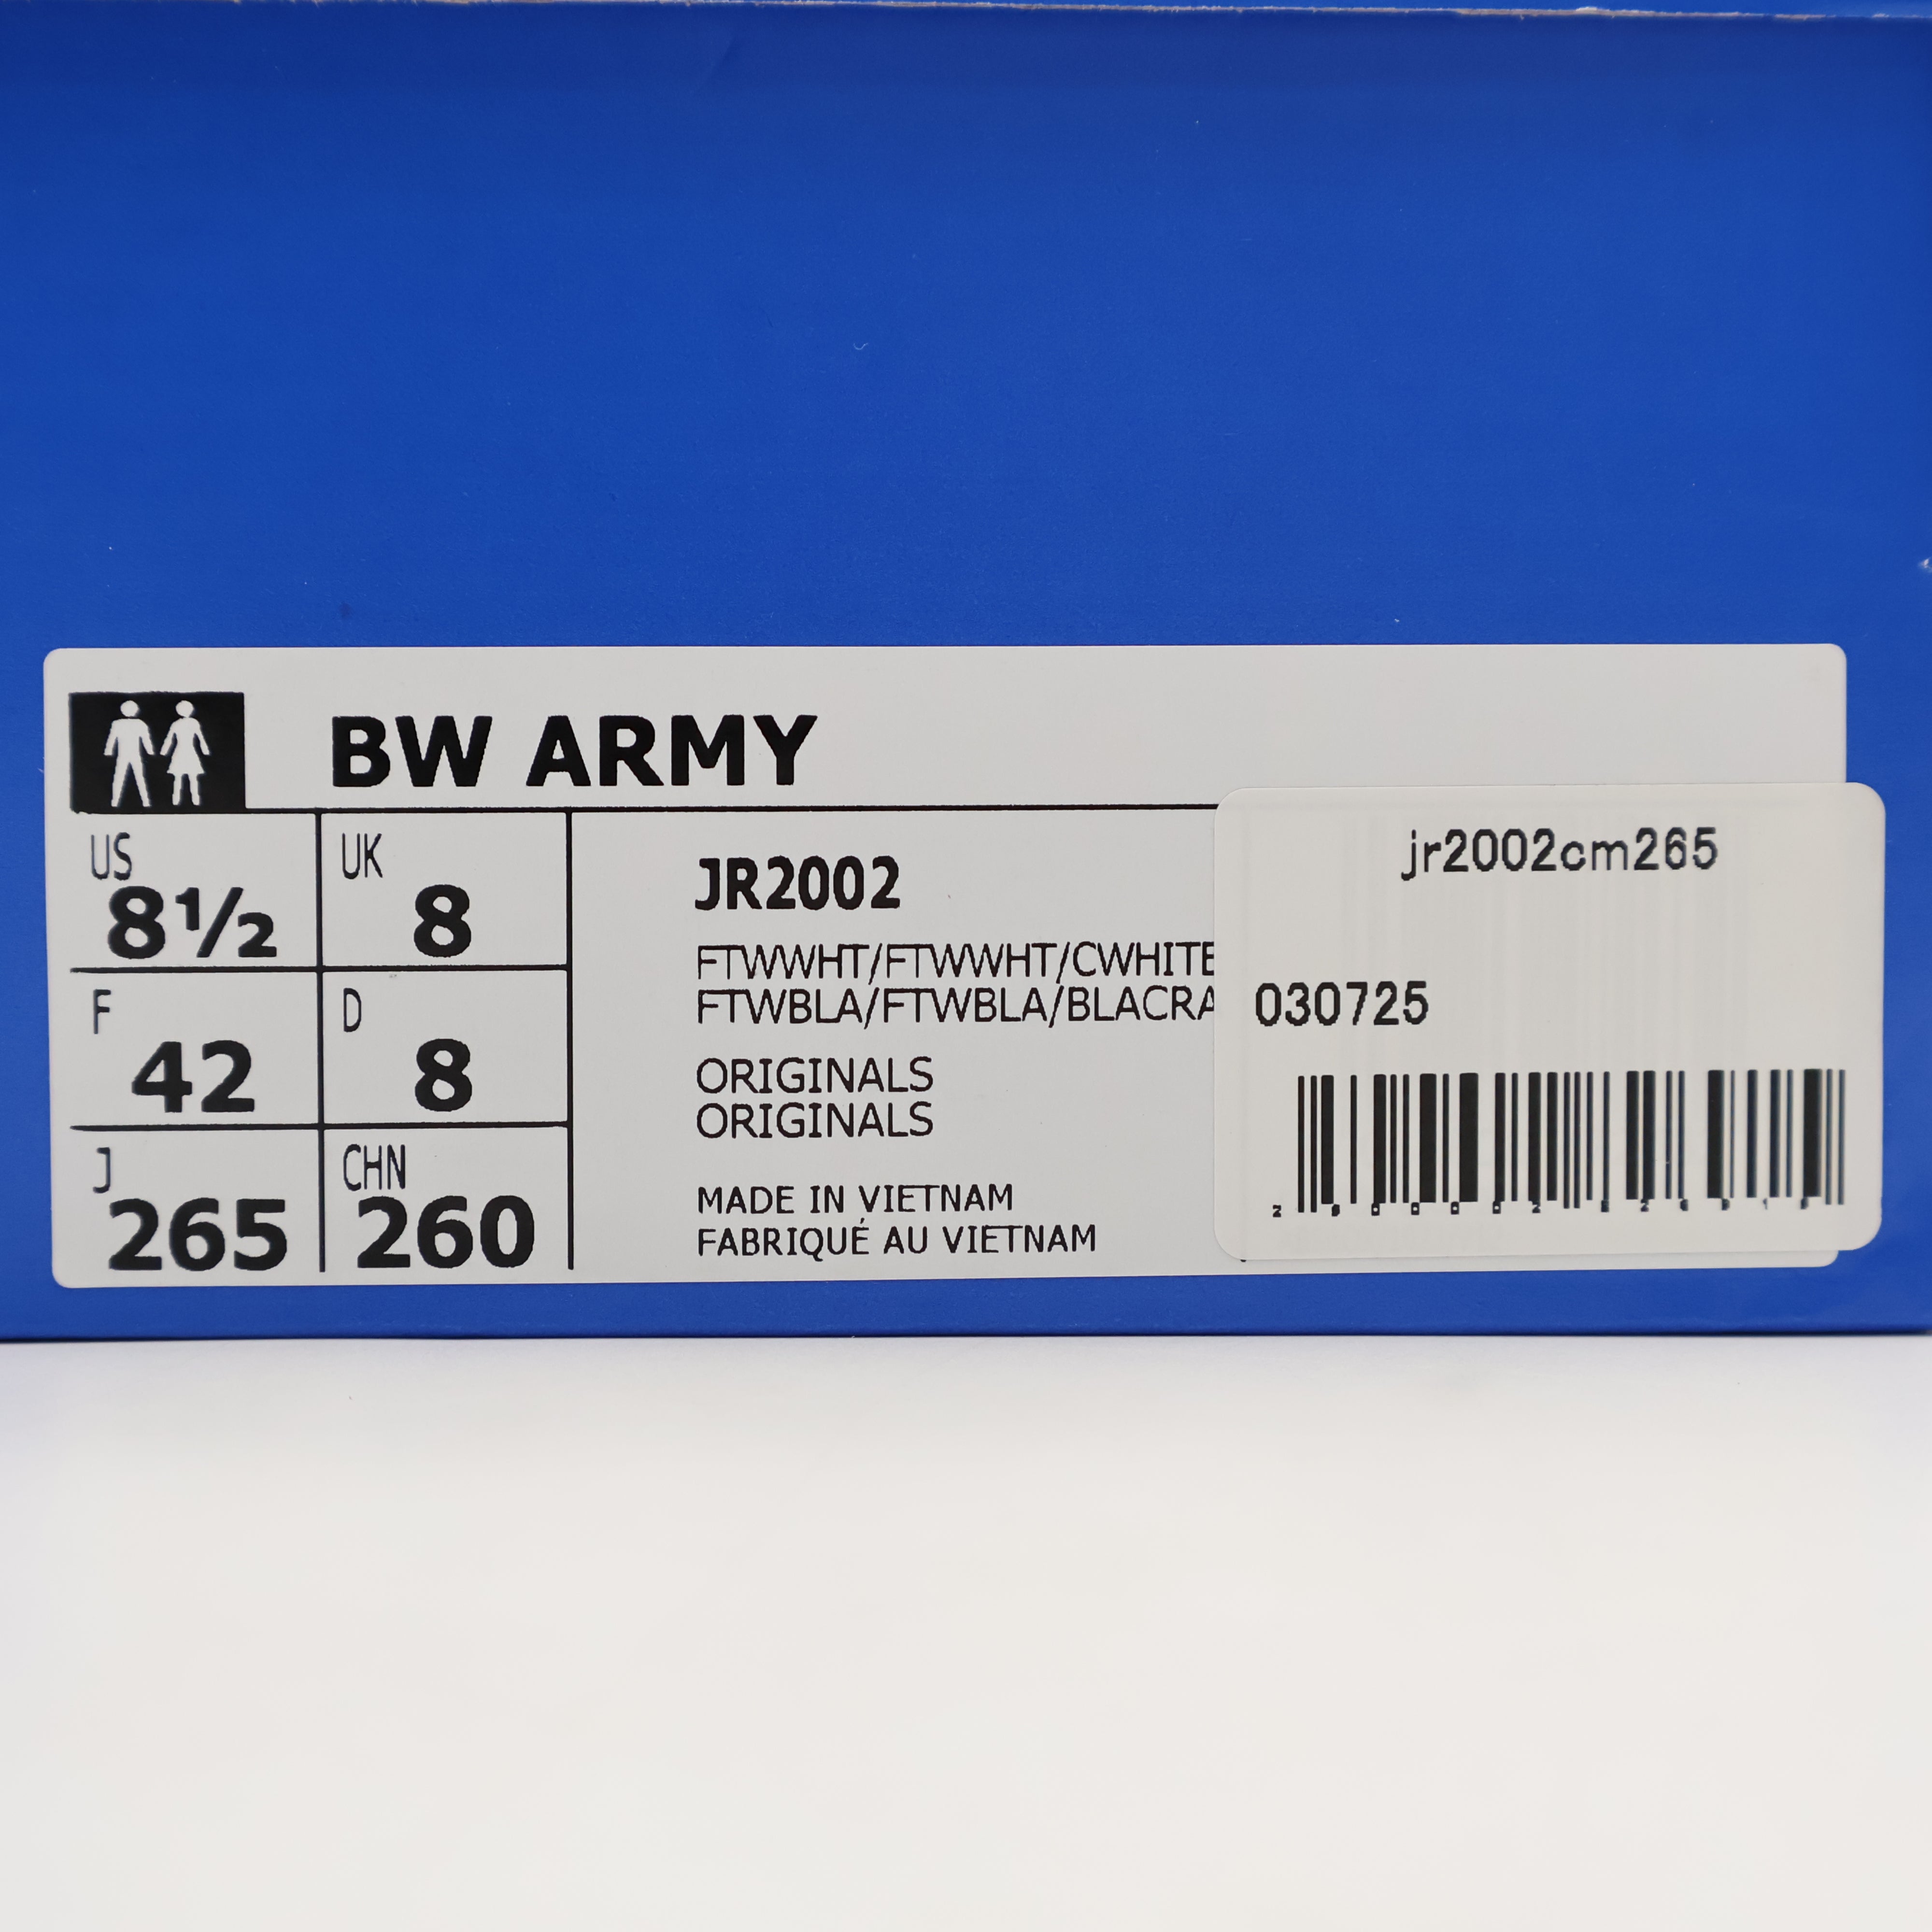 BW ARMY
US
8½
UK
8
F
42
D
8
J
265
CHN
260
JR2002
FTWWHT/FTWWHT/CWHITE
FTWBLA/FTWBLA/BLACRA
ORIGINALS
ORIGINALS
MADE IN VIETNAM
FABRIQUÉ AU VIETNAM
jr2002cm265
030725